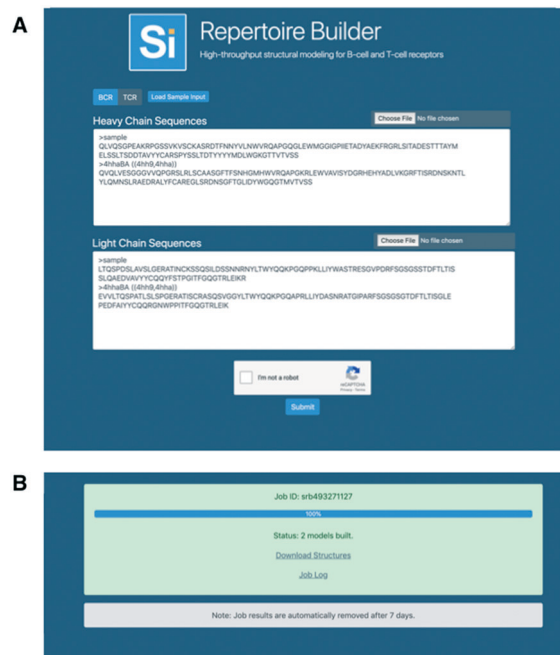 A
Si
Repertoire Builder
High-throughput structural modeling for B-cell and T-cell receptors
BCR TCR Load Sample Input
Heavy Chain Sequences Choose File No file chosen
>sample
QLVQSGPEAKRPGSSVKVSCKASRDTFNNYVLNWVRQAPGQGLEWMGGIGPIETADYAEKFRGRLSITADESTTTAYM
ELSSLTSDDTAVYYCARSPYSSLTDTYYYYMDLWGKGTTVTVSS
>4hhaBA ((4hh9,4hha))
QVQLVESGGGVVQPGRSLRLSCAASGFTFSNHGMHWVRQAPGKRLEWVAVISYDGRHEHYADLVKGRFTISRDNSKNTL
YLQMNSLRAEDRALYFCAREGLSRDNSGFTGLIDYWGQGTMVTVSS
Light Chain Sequences Choose File No file chosen
>sample
LTQSPDSLAVSLGERATINCKSSQSILDSSNNRNYLTWYQQKPGQPPKLLIYWASTRESGVPDRFSGSGSSTDFTLTIS
SLQAEDVAVYYCQQYFSTPGITFGQGTRLEIKR
>4hhaBA ((4hh9,4hha))
EVVLTQSPATLSLSPGERATISCRASQSVGGYLTWYQQKPGQAPRLLIYDASNRATGIPARFSGSGSGTDFTLTISGLE
PEDFAIYYCQQRGNWPPITFGQGTRLEIK
I'm not a robot
reCAPTCHA
Privacy - Terms
Submit
B
Job ID: srb493271127
100%
Status: 2 models built.
Download Structures
Job Log
Note: Job results are automatically removed after 7 days.